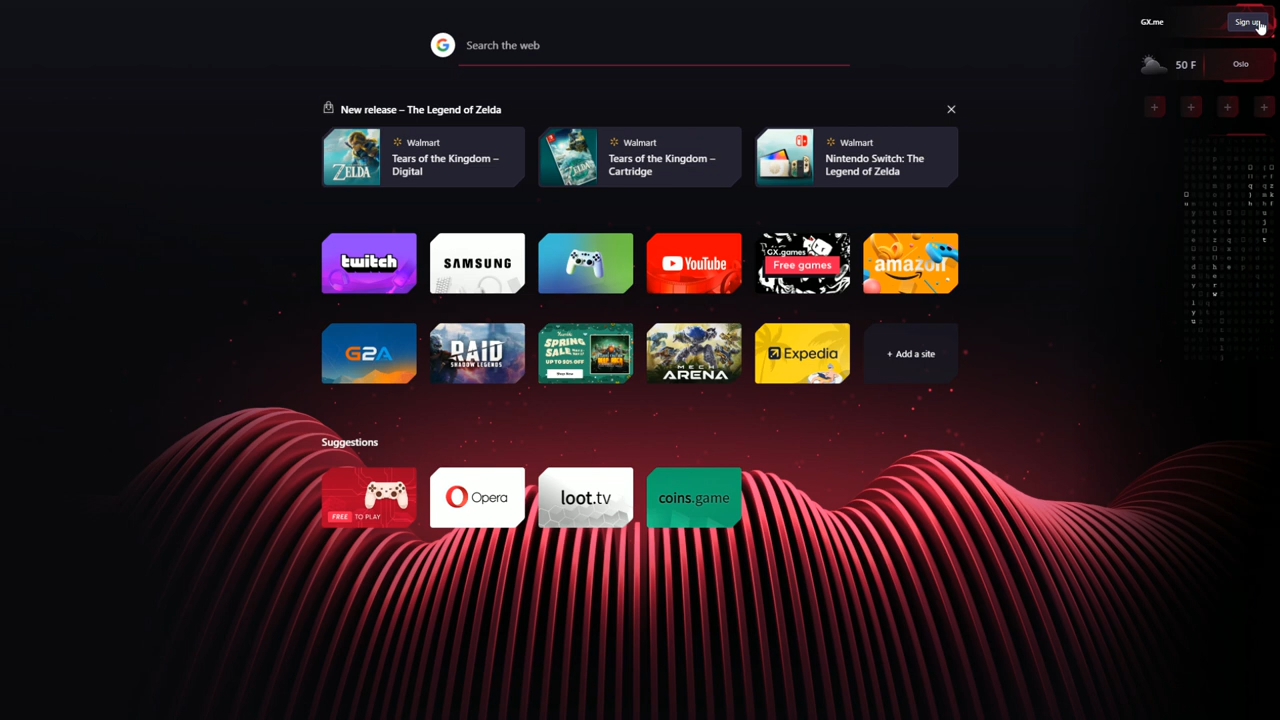 GX.me
Sign up
Search the web
50 F
Oslo
New release – The Legend of Zelda
Walmart
Tears of the Kingdom –
Digital
Walmart
Tears of the Kingdom –
Cartridge
Walmart
Nintendo Switch: The
Legend of Zelda
ZELDA
twitch
SAMSUNG
YouTube
GX.games
Free games
amazon
G2A
RAID
SHADOW LEGENDS
SPRING
SALE
UP TO 50% OFF
Shop Now
MECH
ARENA
Expedia
+ Add a site
Suggestions
FREE TO PLAY
Opera
loot.tv
coins.game